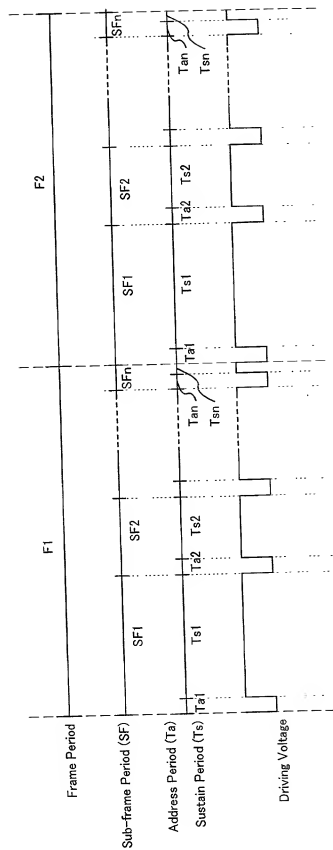 F1
F2
Frame Period
SF1
SF2
SFn
SF1
SF2
SFn
Sub-frame Period (SF)
Address Period (Ta)
Ta1
Ts1
Ta2
Ts2
Tan
Tsn
Ta1
Ts1
Ta2
Ts2
Tan
Tsn
Sustain Period (Ts)
Driving Voltage